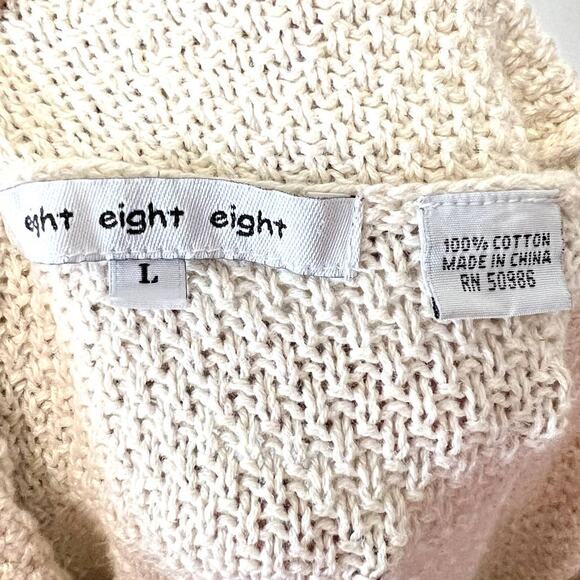 eight eight eight
L
100% COTTON
MADE IN CHINA
RN 50986